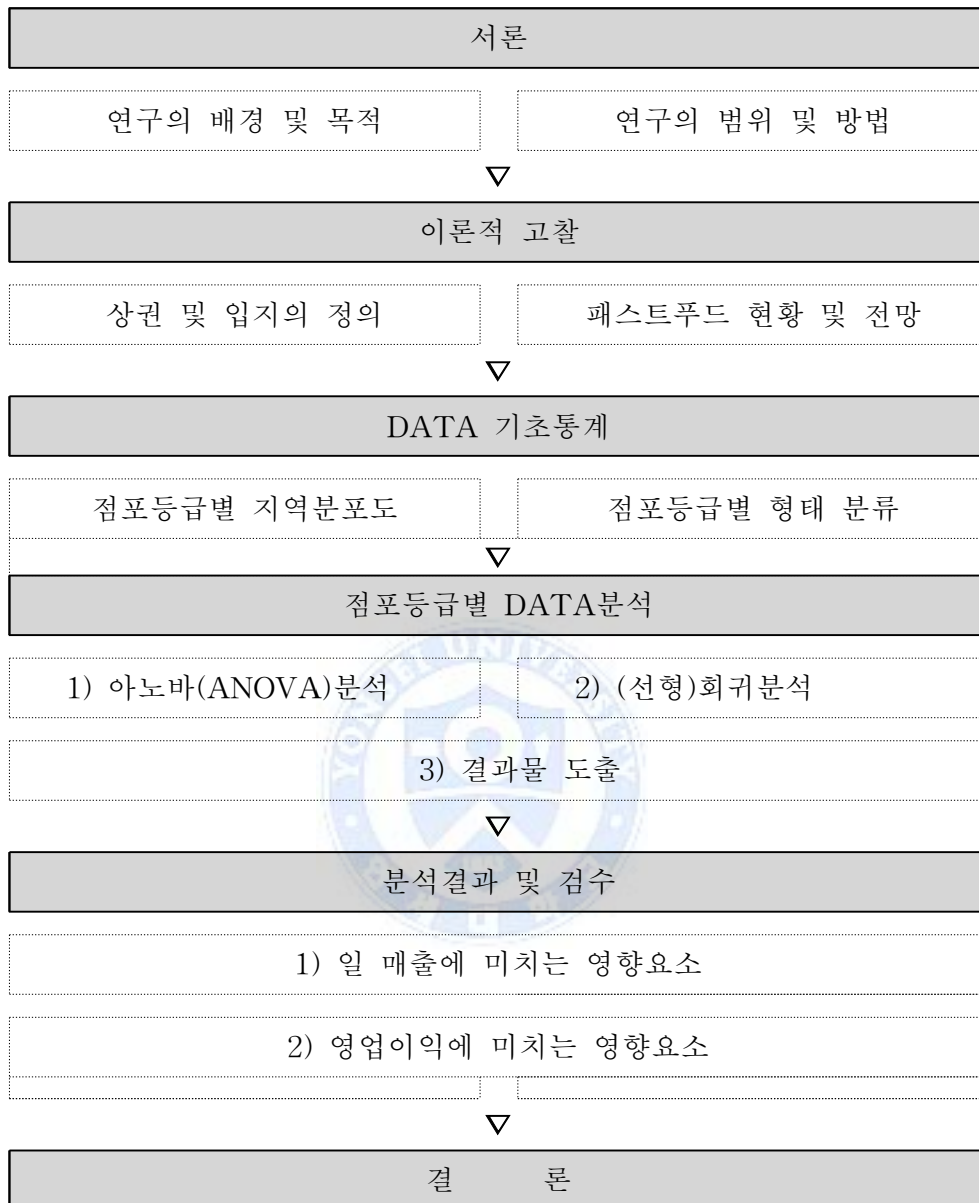 서론
연구의 배경 및 목적 연구의 범위 및 방법
▽
이론적 고찰
상권 및 입지의 정의 패스트푸드 현황 및 전망
▽
DATA 기초통계
점포등급별 지역분포도 점포등급별 형태 분류
▽
점포등급별 DATA분석
1) 아노바(ANOVA)분석 2) (선형)회귀분석
3) 결과물 도출
▽
분석결과 및 검수
1) 일 매출에 미치는 영향요소
2) 영업이익에 미치는 영향요소
▽
결 론
YONSEI UNIVERSITY